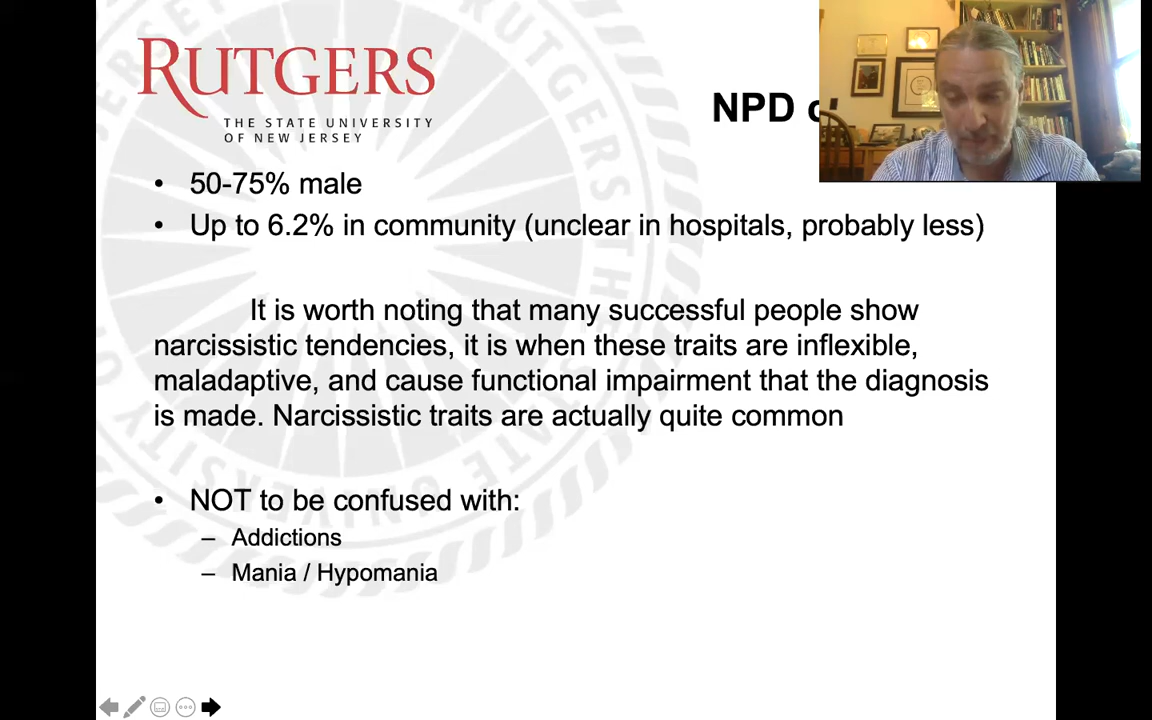 RUTGERS
THE STATE UNIVERSITY
OF NEW JERSEY
NPD
• 50-75% male
• Up to 6.2% in community (unclear in hospitals, probably less)
It is worth noting that many successful people show
narcissistic tendencies, it is when these traits are inflexible,
maladaptive, and cause functional impairment that the diagnosis
is made. Narcissistic traits are actually quite common
• NOT to be confused with:
– Addictions
– Mania / Hypomania